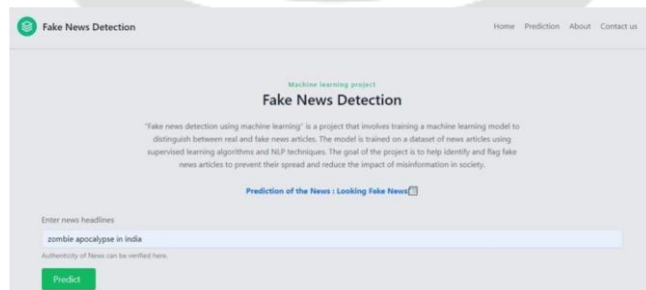 Fake News Detection
Home Prediction About Contact us
Machine learning project
Fake News Detection
"Fake news detection using machine learning" is a project that involves training a machine learning model to
distinguish between real and fake news articles. The model is trained on a dataset of news articles using
supervised learning algorithms and NLP techniques. The goal of the project is to help identify and flag fake
news articles to prevent their spread and reduce the impact of misinformation in society.
Prediction of the News : Looking Fake News
Enter news headlines
zombie apocalypse in india
Authenticity of News can be verified here.
Predict